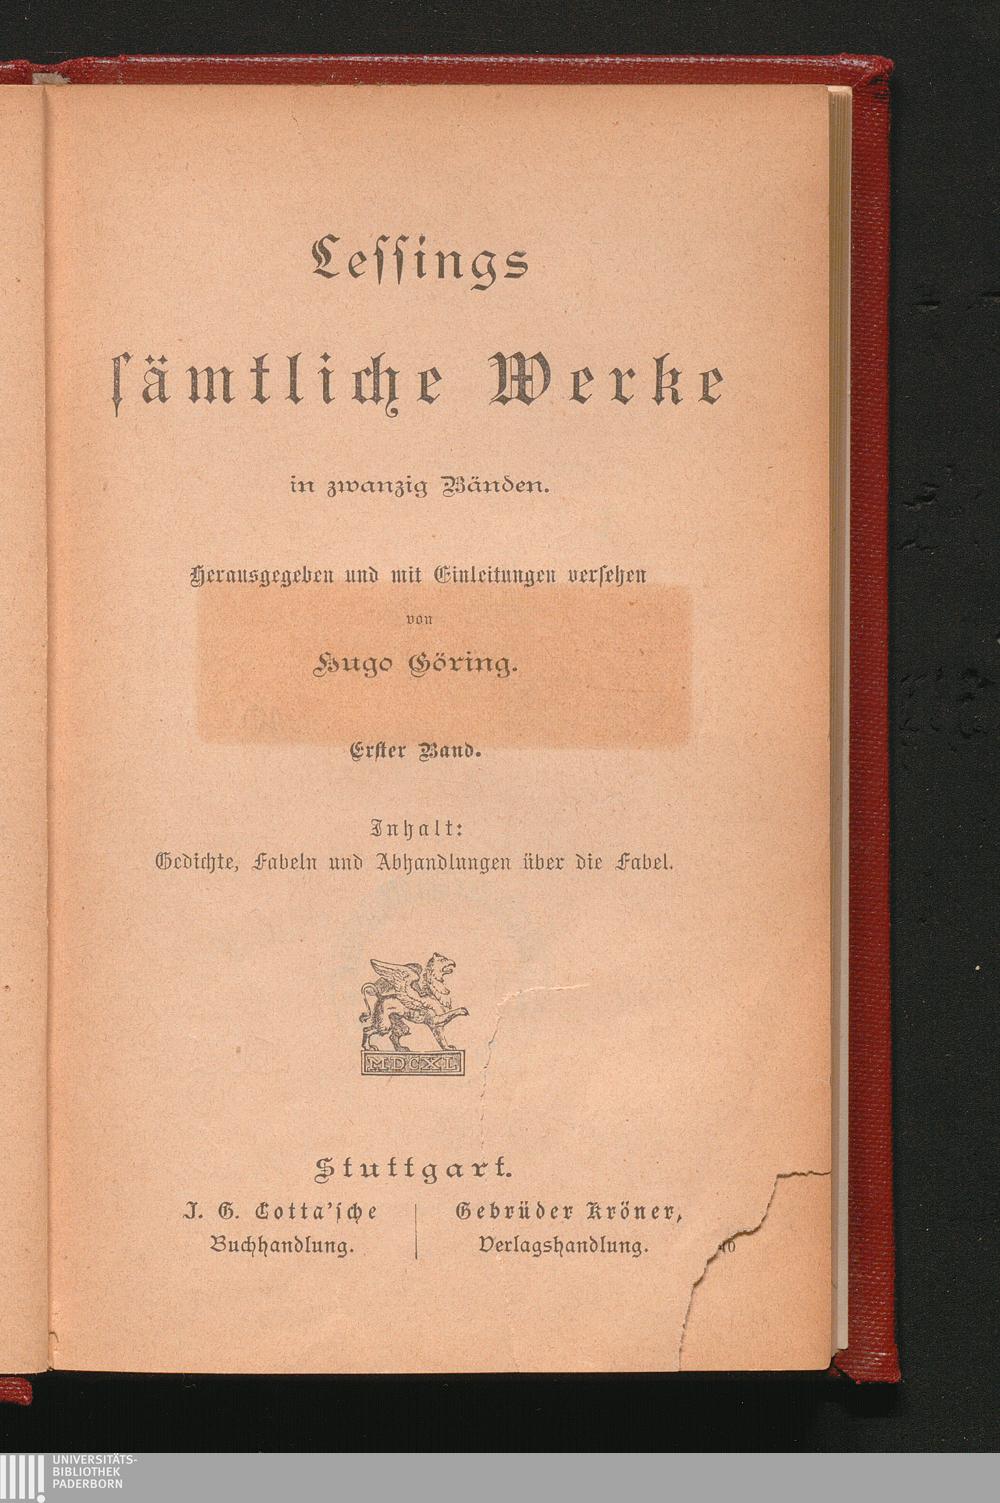 Leſſings
ſämtliche Werke
in zwanzig Bänden.
Herausgegeben und mit Einleitungen verſehen
von
Hugo Göring.
Erſter Band.
Inhalt:
Gedichte, Fabeln und Abhandlungen über die Fabel.
MDCXL
Stuttgart.
J. G. Cotta'ſche
Buchhandlung.
Gebrüder Kröner,
Verlagshandlung.
UNIVERSITÄTS-
BIBLIOTHEK
PADERBORN